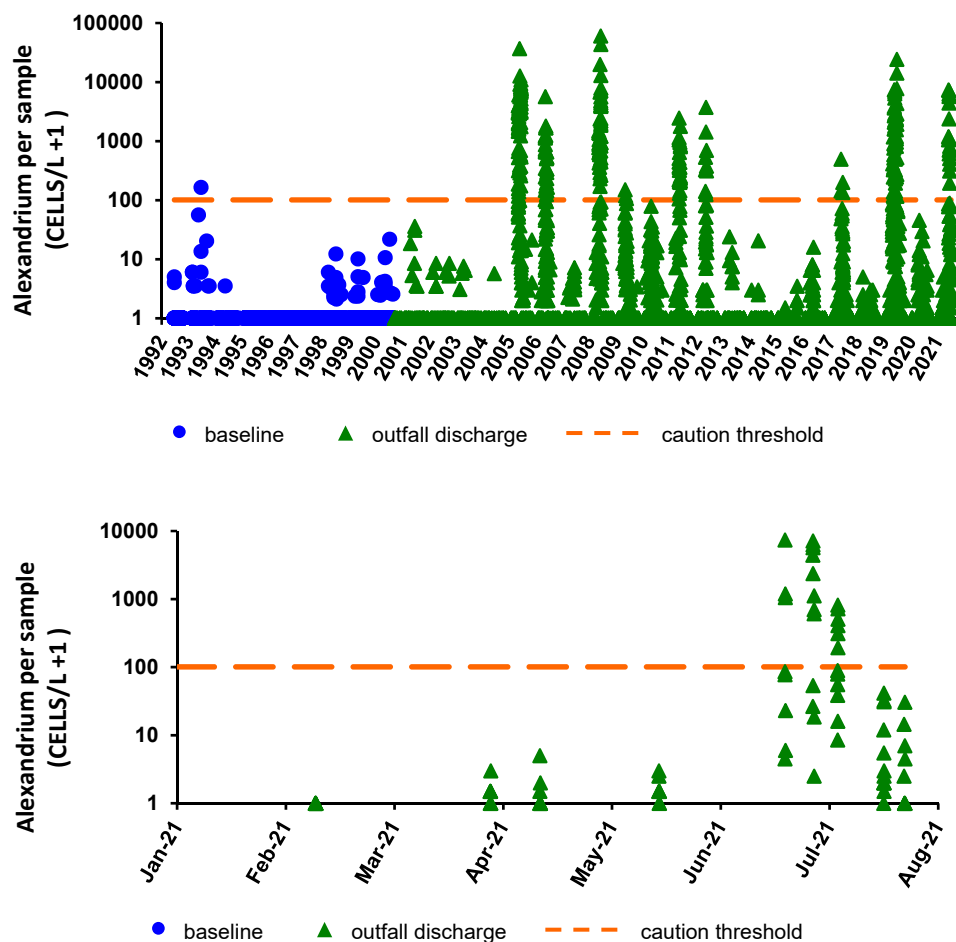 Alexandrium per sample
(CELLS/L +1 )
100000
10000
1000
100
10
1
1992
1993
1994
1995
1996
1997
1998
1999
2000
2001
2002
2003
2004
2005
2006
2007
2008
2009
2010
2011
2012
2013
2014
2015
2016
2017
2018
2019
2020
2021
baseline outfall discharge caution threshold
Alexandrium per sample
(CELLS/L +1 )
10000
1000
100
10
1
Jan-21
Feb-21
Mar-21
Apr-21
May-21
Jun-21
Jul-21
Aug-21
baseline outfall discharge caution threshold